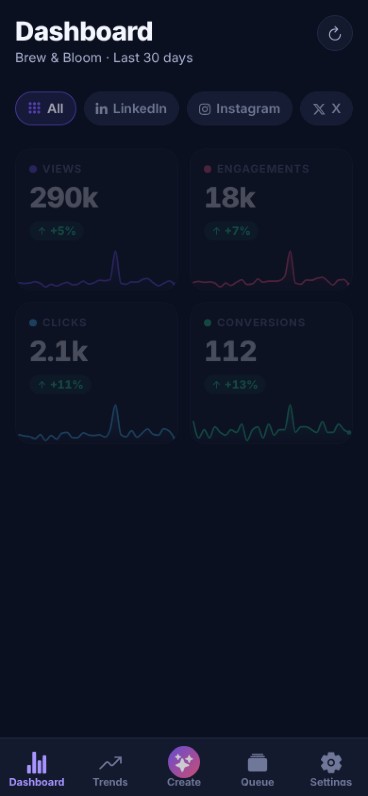 Dashboard
Brew & Bloom · Last 30 days
All
LinkedIn
Instagram
X
VIEWS
290k
↑ +5%
ENGAGEMENTS
18k
↑ +7%
CLICKS
2.1k
↑ +11%
CONVERSIONS
112
↑ +13%
Dashboard
Trends
Create
Queue
Settings